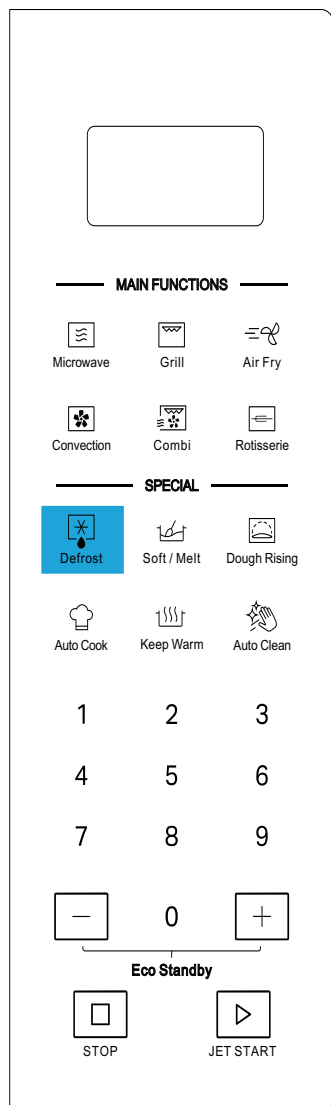 MAIN FUNCTIONS
Microwave Grill Air Fry
Convection Combi Rotisserie
SPECIAL
Defrost Soft / Melt Dough Rising
Auto Cook Keep Warm Auto Clean
1 2 3
4 5 6
7 8 9
− 0 +
Eco Standby
STOP JET START